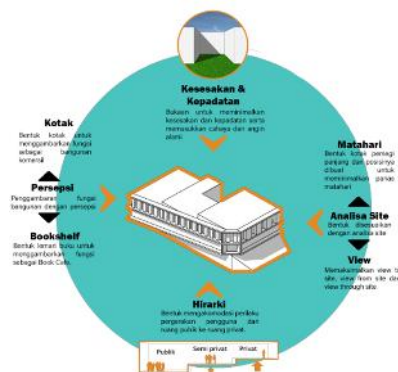 Kesesakan &
Kepadatan
Bukaan untuk meminimalkan
kesesakan dan kepadatan serta
memasukkan cahaya dan angin
alami
Kotak
Bentuk kotak untuk
menggambarkan fungsi
sebagai bangunan
komersil
Persepsi
Penggambaran fungsi
bangunan dengan persepsi
Bookshelf
Bentuk lemari buku untuk
menggambarkan fungsi
sebagai Book Cafe.
Matahari
Bentuk kotak persegi
panjang dan posisinya
dibuat untuk
meminimalkan panas
matahari
Analisa Site
Bentuk disesuaikan
dengan analisa site
View
Memaksimalkan view to
site, view from site dan
view through site
Hirarki
Bentuk mengakomodasi perilaku
pergerakan pengguna dari
ruang publik ke ruang privat.
Publik
Semi privat
Privat